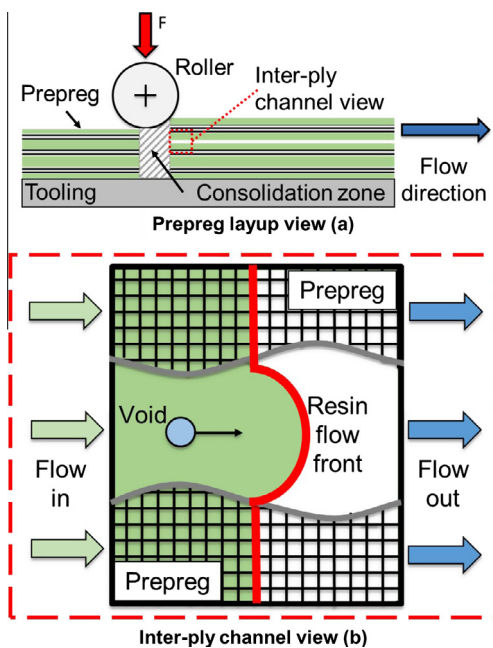 F
Roller
Prepreg
Inter-ply
channel view
Flow
direction
Tooling
Consolidation zone
Prepreg layup view (a)
Prepreg
Void
Resin
flow
front
Flow
in
Flow
out
Prepreg
Inter-ply channel view (b)